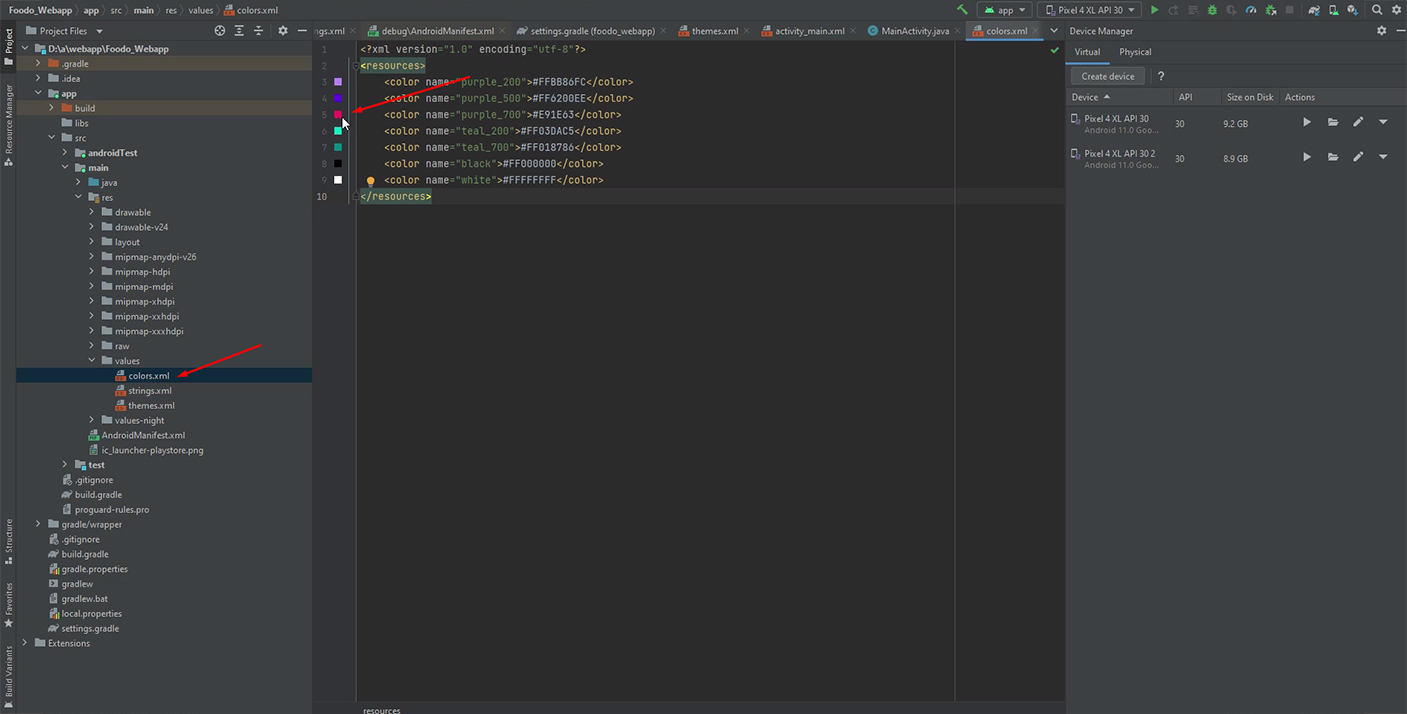 Foodo_Webapp app src main res values colors.xml
app
Pixel 4 XL API 30
Project Files
ngs.xml
debug\AndroidManifest.xml
settings.gradle (foodo_webapp)
themes.xml
activity_main.xml
MainActivity.java
colors.xml
Device Manager
Project
Resource Manager
Structure
Favorites
Build Variants
D:\a\webapp\Foodo_Webapp
.gradle
.idea
app
build
libs
src
androidTest
main
java
res
drawable
drawable-v24
layout
mipmap-anydpi-v26
mipmap-hdpi
mipmap-mdpi
mipmap-xhdpi
mipmap-xxhdpi
mipmap-xxxhdpi
raw
values
colors.xml
strings.xml
themes.xml
values-night
AndroidManifest.xml
ic_launcher-playstore.png
test
.gitignore
build.gradle
proguard-rules.pro
gradle/wrapper
.gitignore
build.gradle
gradle.properties
gradlew
gradlew.bat
local.properties
settings.gradle
Extensions
1 <?xml version="1.0" encoding="utf-8"?>
2 <resources>
3 <color name="purple_200">#FFBB86FC</color>
4 <color name="purple_500">#FF6200EE</color>
5 <color name="purple_700">#E91E63</color>
6 <color name="teal_200">#FF03DAC5</color>
7 <color name="teal_700">#FF018786</color>
8 <color name="black">#FF000000</color>
9 <color name="white">#FFFFFFFF</color>
10 </resources>
resources
Virtual Physical
Create device ?
Device API Size on Disk Actions
Pixel 4 XL API 30
Android 11.0 Goo... 30 9.2 GB
Pixel 4 XL API 30 2
Android 11.0 Goo... 30 8.9 GB